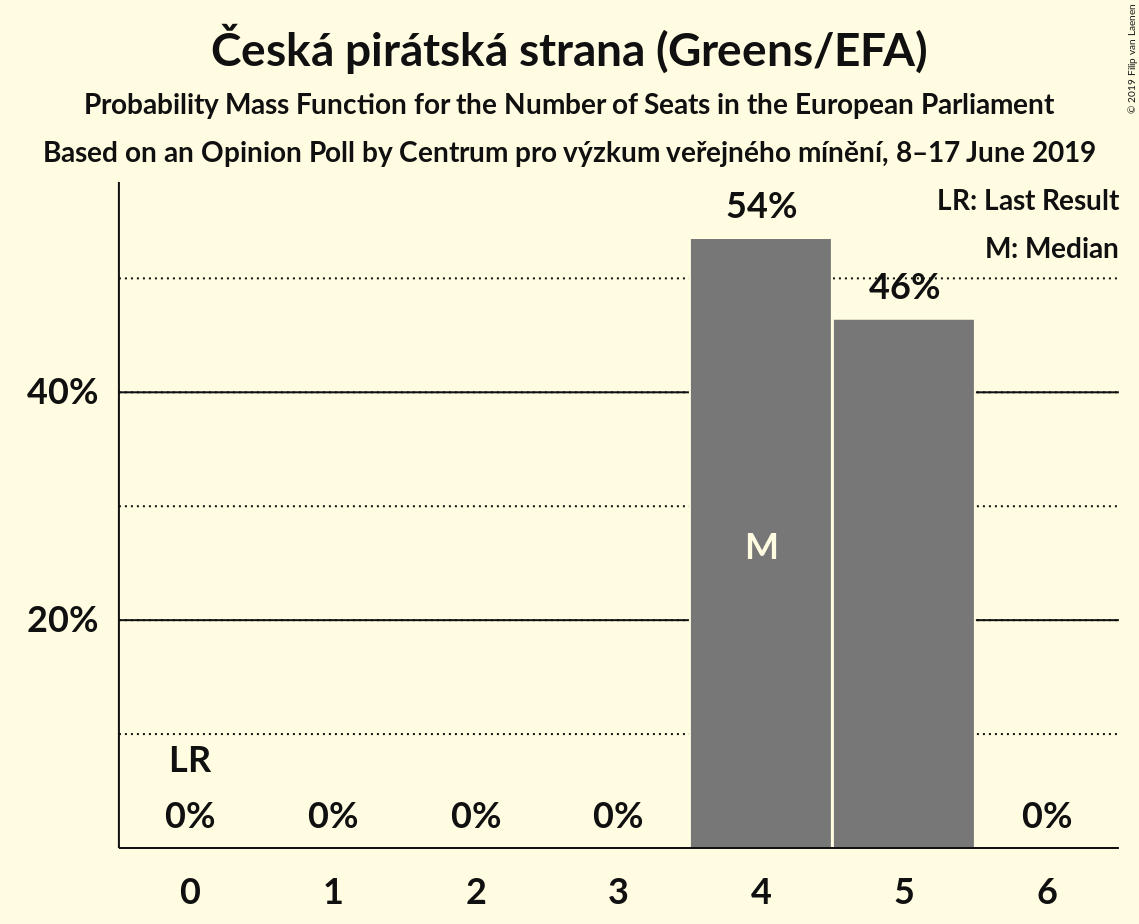 Česká pirátská strana (Greens/EFA)
Probability Mass Function for the Number of Seats in the European Parliament
Based on an Opinion Poll by Centrum pro výzkum veřejného mínění, 8–17 June 2019
© 2019 Filip van Laenen
LR: Last Result
M: Median
54%
46%
40%
M
20%
LR
0% 0% 0% 0% 0%
0 1 2 3 4 5 6